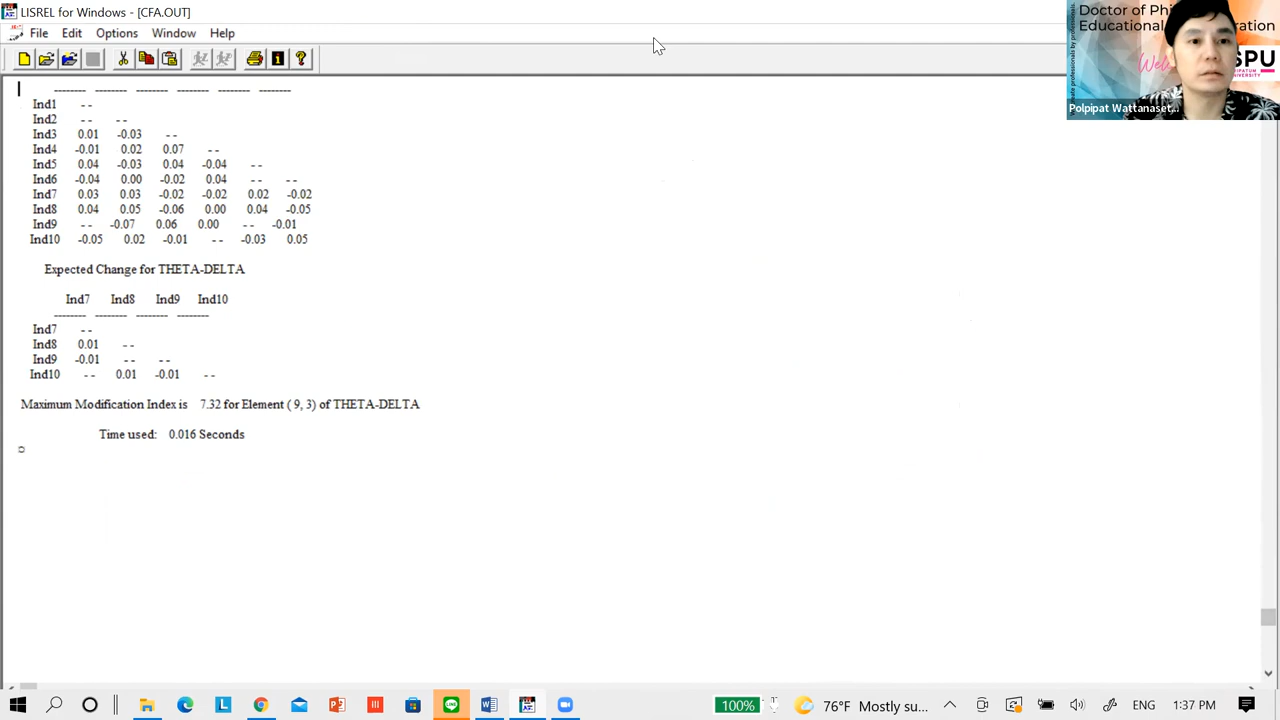 LISREL for Windows - [CFA.OUT]
File Edit Options Window Help
-------- -------- -------- -------- -------- --------
Ind1 - -
Ind2 - - - -
Ind3 0.01 -0.03 - -
Ind4 -0.01 0.02 0.07 - -
Ind5 0.04 -0.03 0.04 -0.04 - -
Ind6 -0.04 0.00 -0.02 0.04 - - - -
Ind7 0.03 0.03 -0.02 -0.02 0.02 -0.02
Ind8 0.04 0.05 -0.06 0.00 0.04 -0.05
Ind9 - - -0.07 0.06 0.00 - - -0.01
Ind10 -0.05 0.02 -0.01 - - -0.03 0.05
Expected Change for THETA-DELTA
Ind7 Ind8 Ind9 Ind10
-------- -------- -------- --------
Ind7 - -
Ind8 0.01 - -
Ind9 -0.01 - - - -
Ind10 - - 0.01 -0.01 - -
Maximum Modification Index is 7.32 for Element ( 9, 3) of THETA-DELTA
Time used: 0.016 Seconds
Doctor of Ph
Educational
ration
Wel
SPU
Polpipat Wattanaset...
100%
76°F Mostly su...
ENG
1:37 PM